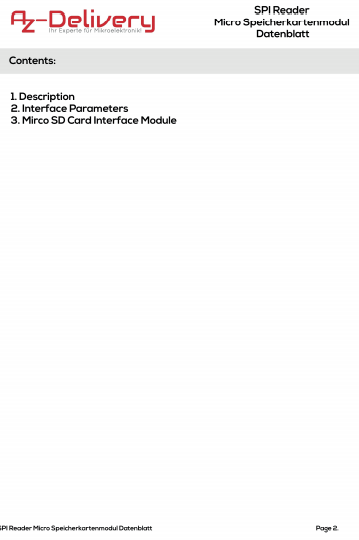 Az-Delivery
Ihr Experte für Mikroelektronik!
SPI Reader
Micro Speicherkartenmodul
Datenblatt
Contents:
1. Description
2. Interface Parameters
3. Mirco SD Card Interface Module
SPI Reader Micro Speicherkartenmodul Datenblatt
Page 2.